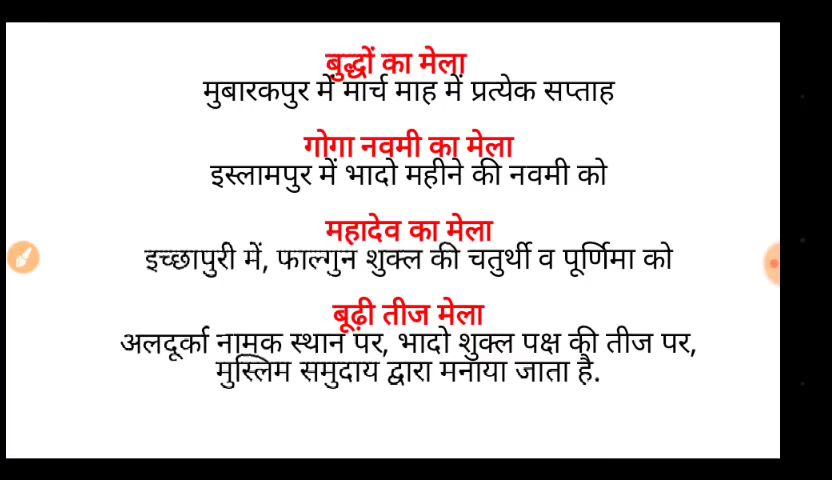 बुद्धों का मेला
मुबारकपुर में मार्च माह में प्रत्येक सप्ताह
गोगा नवमी का मेला
इस्लामपुर में भादो महीने की नवमी को
महादेव का मेला
इच्छापुरी में, फाल्गुन शुक्ल की चतुर्थी व पूर्णिमा को
बूढ़ी तीज मेला
अलदूर्का नामक स्थान पर, भादो शुक्ल पक्ष की तीज पर,
मुस्लिम समुदाय द्वारा मनाया जाता है.